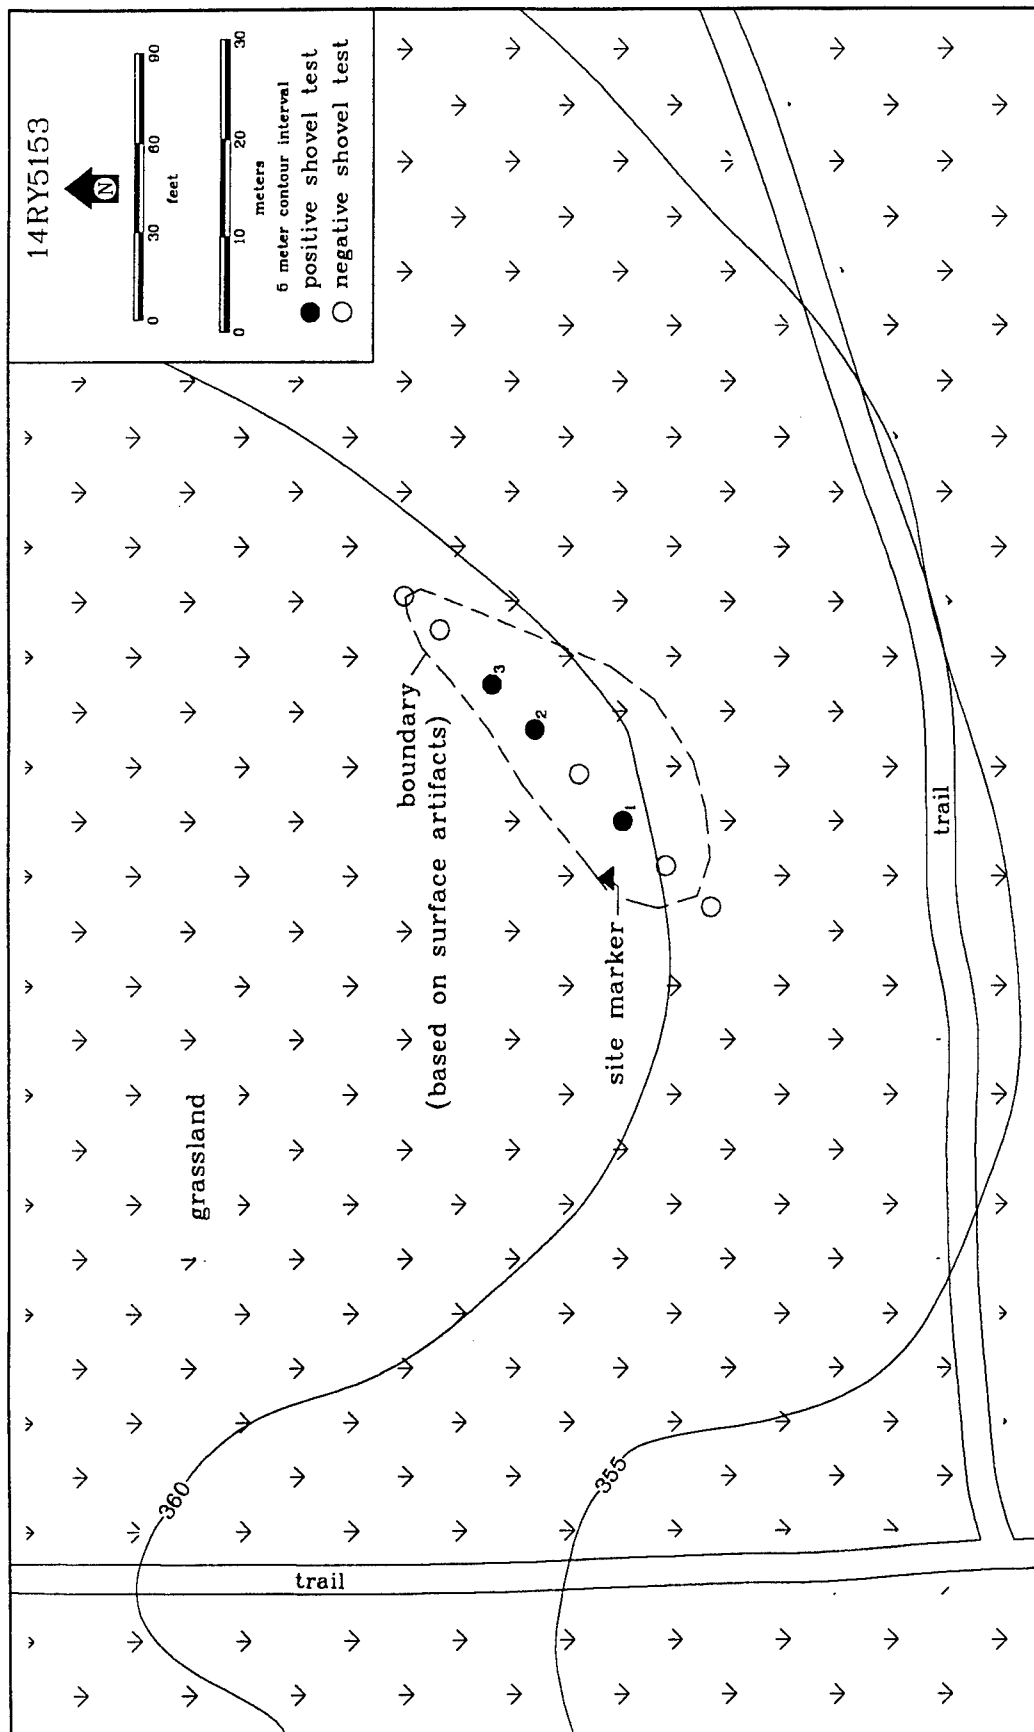 14RY5153
N
0 30 60 90
feet
0 10 20 30
meters
5 meter contour interval
positive shovel test
negative shovel test
grassland
boundary
(based on surface artifacts)
3
2
1
site marker
360
355
trail
trail